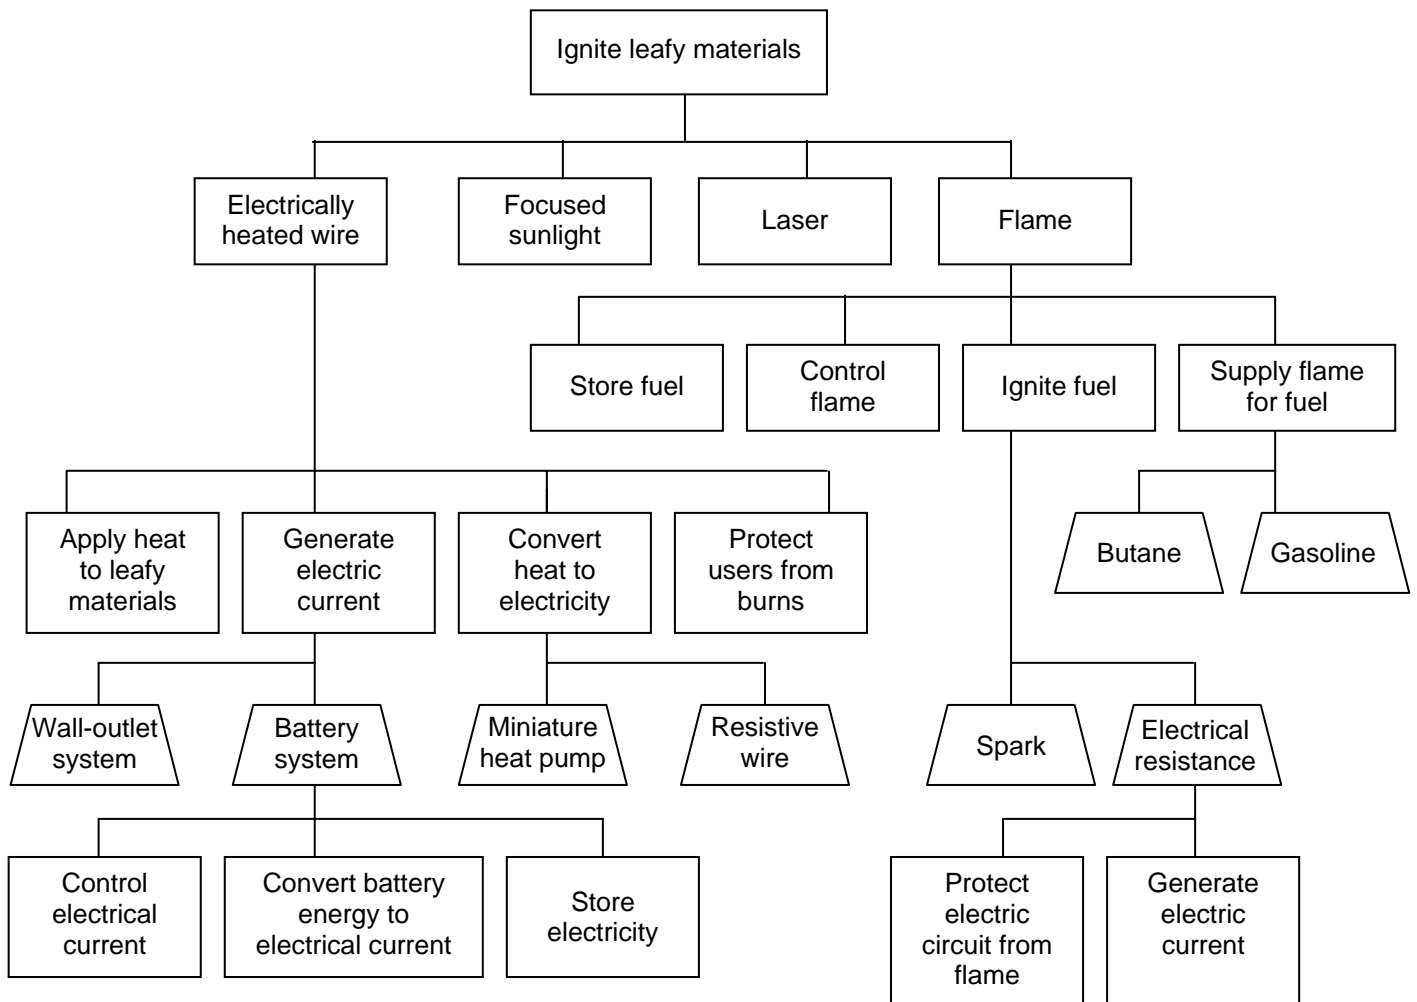 Ignite leafy materials
Electrically
heated wire
Focused
sunlight
Laser
Flame
Store fuel
Control
flame
Ignite fuel
Supply flame
for fuel
Apply heat
to leafy
materials
Generate
electric
current
Convert
heat to
electricity
Protect
users from
burns
Butane
Gasoline
Wall-outlet
system
Battery
system
Miniature
heat pump
Resistive
wire
Spark
Electrical
resistance
Control
electrical
current
Convert battery
energy to
electrical current
Store
electricity
Protect
electric
circuit from
flame
Generate
electric
current